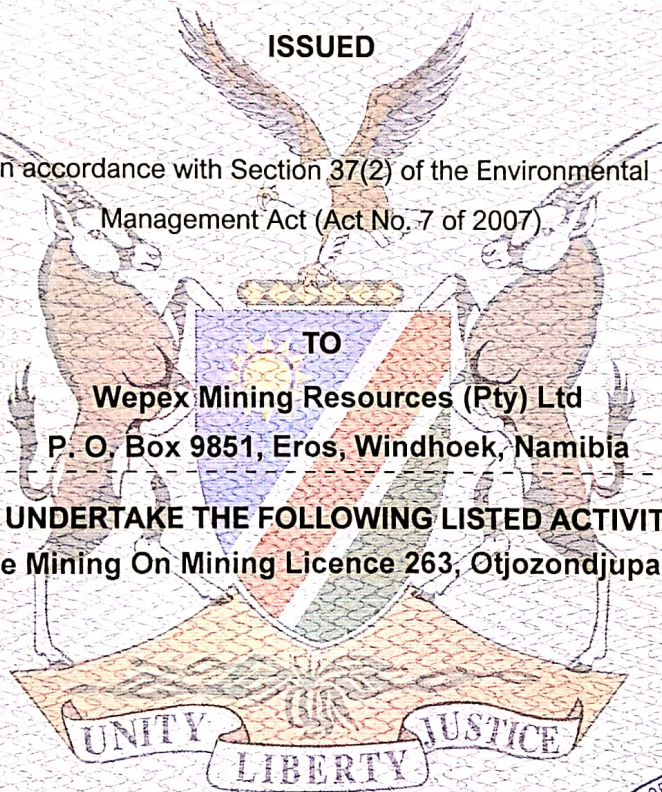 ISSUED
n accordance with Section 37(2) of the Environmental
Management Act (Act No. 7 of 2007)
TO
Wepex Mining Resources (Pty) Ltd
P. O. Box 9851, Eros, Windhoek, Namibia
UNDERTAKE THE FOLLOWING LISTED ACTIVIT
e Mining On Mining Licence 263, Otjozondjupa
UNITY
LIBERTY
JUSTICE